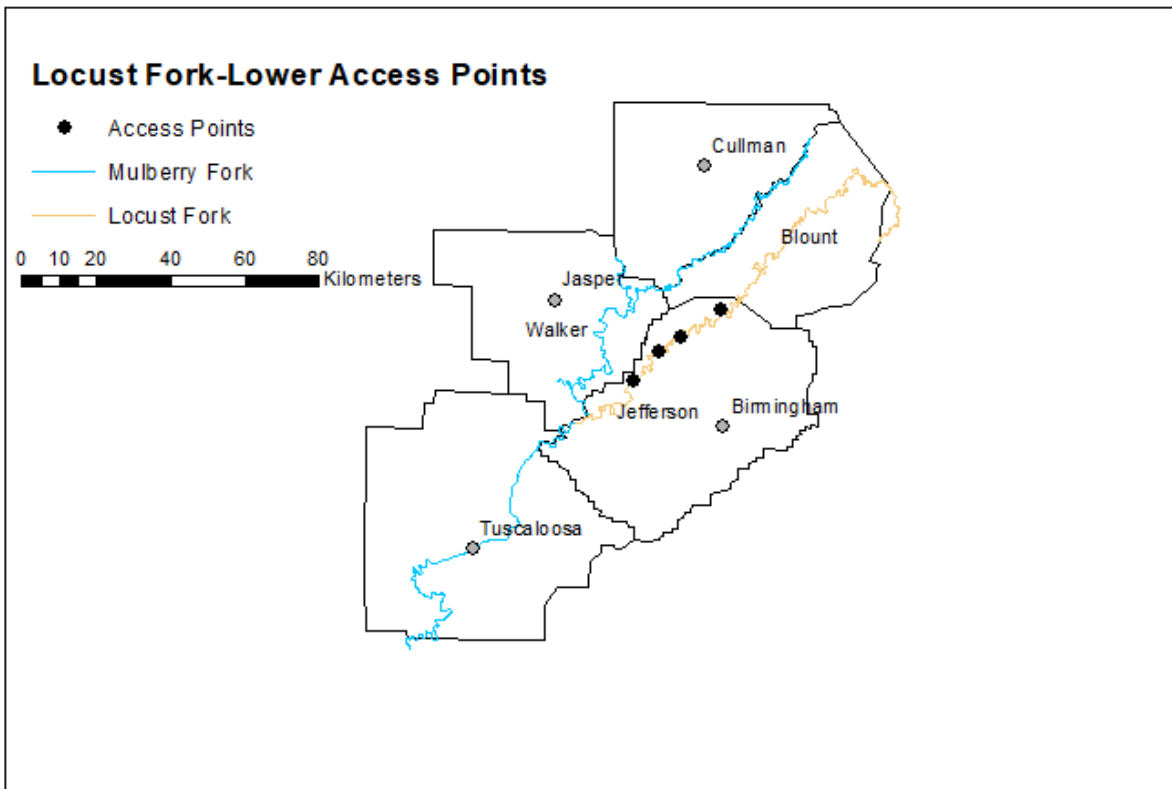 Locust Fork-Lower Access Points
Access Points
Mulberry Fork
Locust Fork
0 10 20 40 60 80
Kilometers
Cullman
Blount
Jasper
Walker
Jefferson
Birmingham
Tuscaloosa